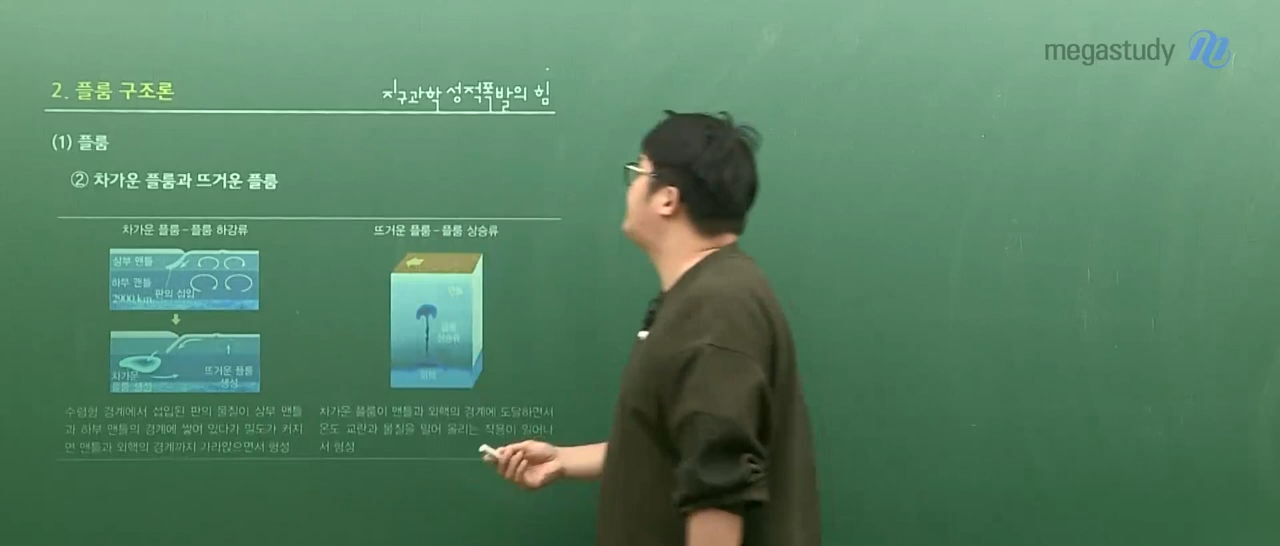 megastudy
2. 플룸 구조론
지구과학 성적폭발의 힘
(1) 플룸
② 차가운 플룸과 뜨거운 플룸
차가운 플룸-플룸 하강류
뜨거운 플룸-플룸 상승류
상부 맨틀
하부 맨틀
2900 km 판의 섭입
차가운
플룸 생성
뜨거운 플룸
생성
맨틀
플룸
상승류
외핵
수렴형 경계에서 섭입된 판의 물질이 상부 맨틀
과 하부 맨틀의 경계에 쌓여 있다가 밀도가 커지
면 맨틀과 외핵의 경계까지 가라앉으면서 형성
차가운 플룸이 맨틀과 외핵의 경계에 도달하면서
온도 교란과 물질을 밀어 올리는 작용이 일어나
서 형성